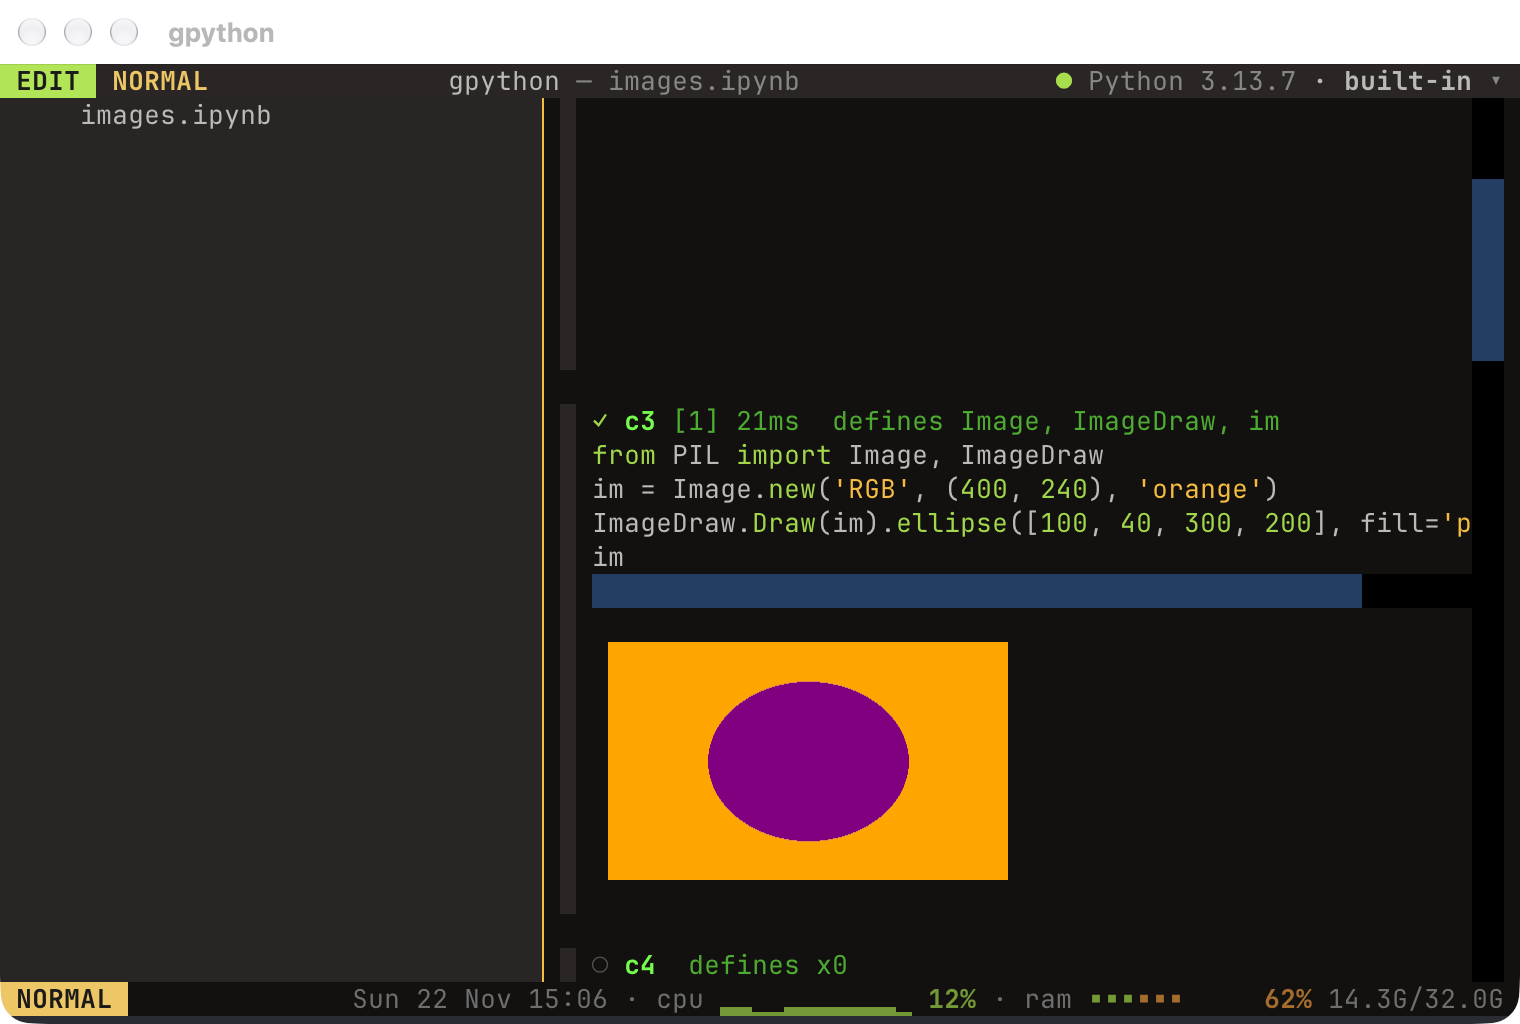 gpython
EDIT NORMAL gpython — images.ipynb Python 3.13.7 · built-in ▾
images.ipynb
✓ c3 [1] 21ms defines Image, ImageDraw, im
from PIL import Image, ImageDraw
im = Image.new('RGB', (400, 240), 'orange')
ImageDraw.Draw(im).ellipse([100, 40, 300, 200], fill='p
im
○ c4 defines x0
NORMAL Sun 22 Nov 15:06 · cpu 12% · ram 62% 14.3G/32.0G